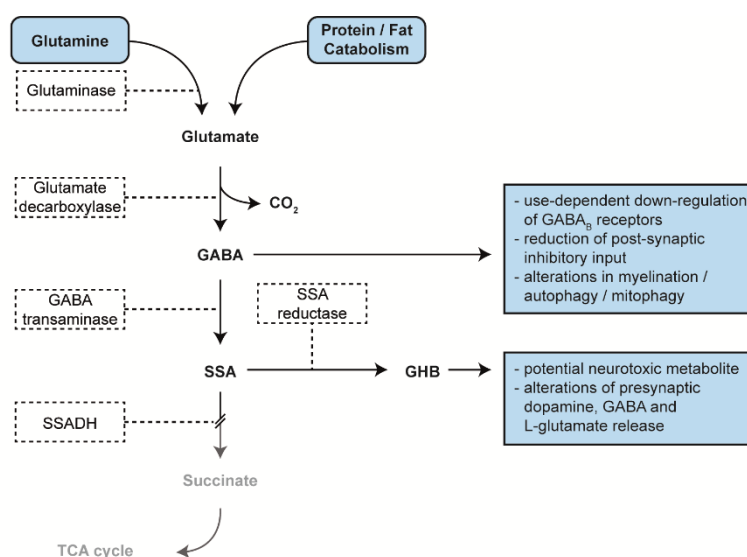 Glutamine
Protein / Fat
Catabolism
Glutaminase
Glutamate
Glutamate
decarboxylase
CO₂
GABA
- use-dependent down-regulation
of GABA_B receptors
- reduction of post-synaptic
inhibitory input
- alterations in myelination /
autophagy / mitophagy
GABA
transaminase
SSA
reductase
SSA
GHB
- potential neurotoxic metabolite
- alterations of presynaptic
dopamine, GABA and
L-glutamate release
SSADH
Succinate
TCA cycle